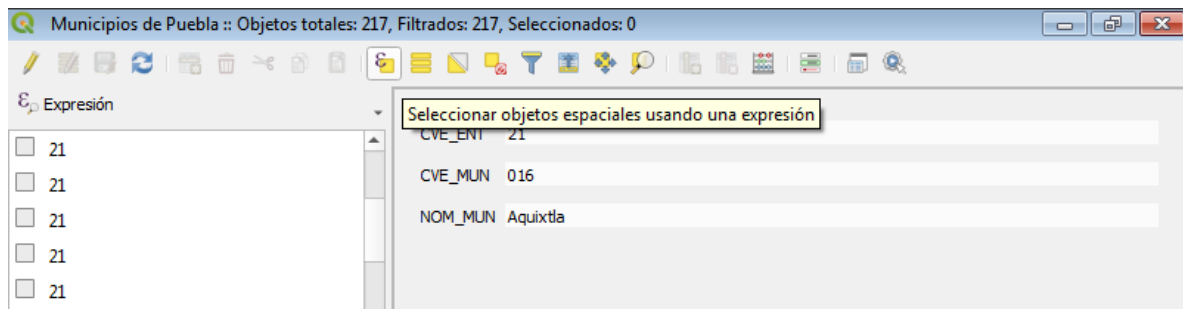 Municipios de Puebla :: Objetos totales: 217, Filtrados: 217, Seleccionados: 0
Expresión
Seleccionar objetos espaciales usando una expresión
CVE_ENT 21
CVE_MUN 016
NOM_MUN Aquixtla
21
21
21
21
21